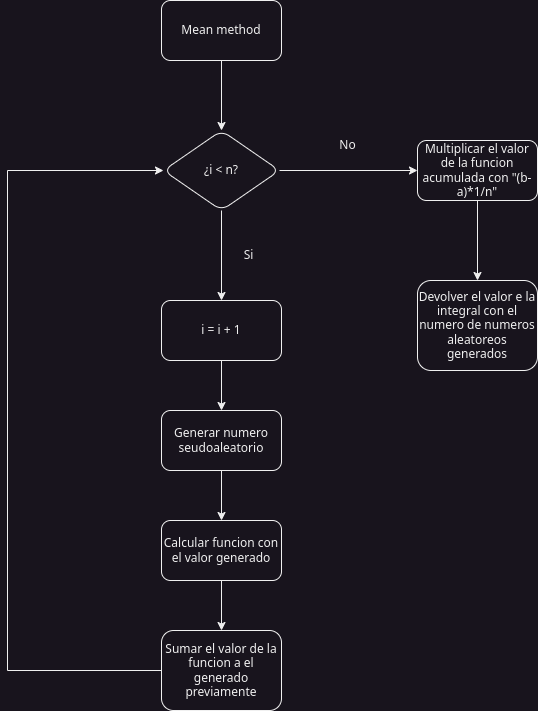 Mean method
¿i < n?
No
Multiplicar el valor
de la funcion
acumulada con "(b-
a)*1/n"
Si
Devolver el valor e la
integral con el
numero de numeros
aleatoreos
generados
i = i + 1
Generar numero
seudoaleatorio
Calcular funcion con
el valor generado
Sumar el valor de la
funcion a el
generado
previamente